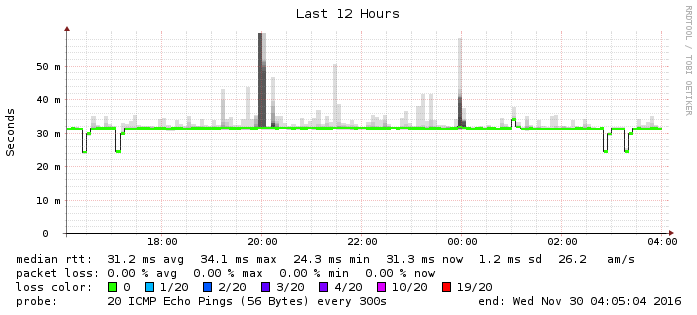 Last 12 Hours
RRDTOOL / TOBI OETIKER
Seconds
50 m
40 m
30 m
20 m
10 m
0
18:00 20:00 22:00 00:00 02:00 04:00
median rtt: 31.2 ms avg 34.1 ms max 24.3 ms min 31.3 ms now 1.2 ms sd 26.2 am/s
packet loss: 0.00 % avg 0.00 % max 0.00 % min 0.00 % now
loss color: 0 1/20 2/20 3/20 4/20 10/20 19/20
probe: 20 ICMP Echo Pings (56 Bytes) every 300s end: Wed Nov 30 04:05:04 2016